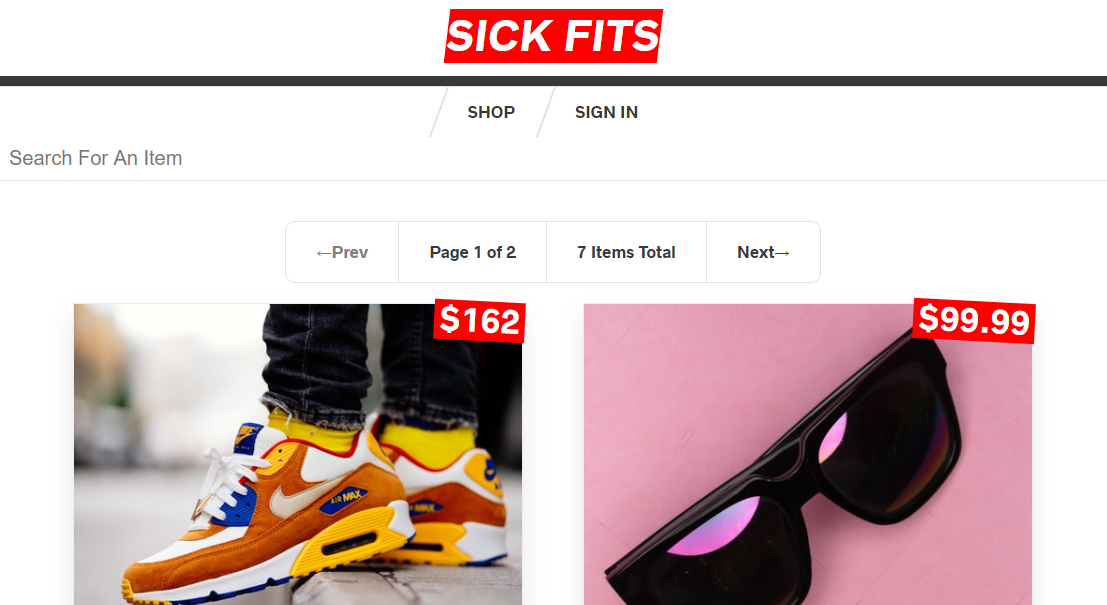 SICK FITS
SHOP
SIGN IN
Search For An Item
←Prev
Page 1 of 2
7 Items Total
Next→
$162
$99.99
AIR MAX
AIR MAX